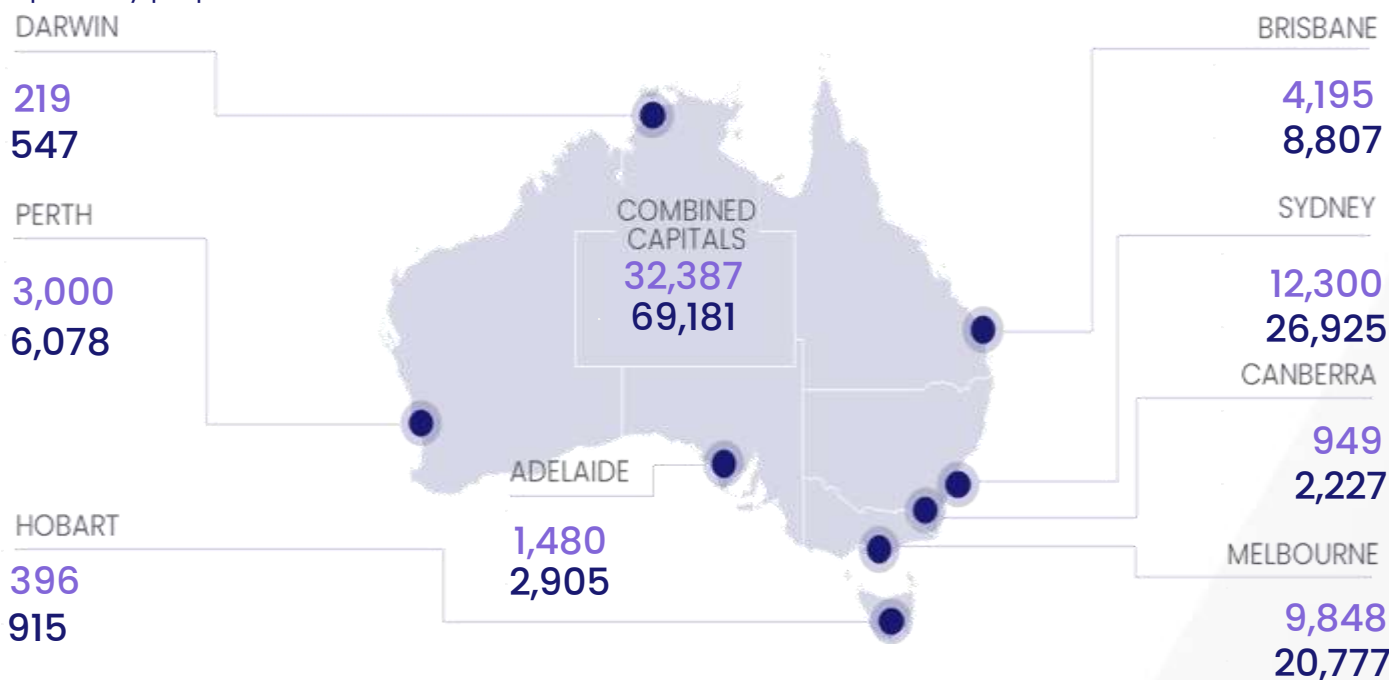 DARWIN
219
547
PERTH
3,000
6,078
HOBART
396
915
COMBINED
CAPITALS
32,387
69,181
ADELAIDE
1,480
2,905
BRISBANE
4,195
8,807
SYDNEY
12,300
26,925
CANBERRA
949
2,227
MELBOURNE
9,848
20,777